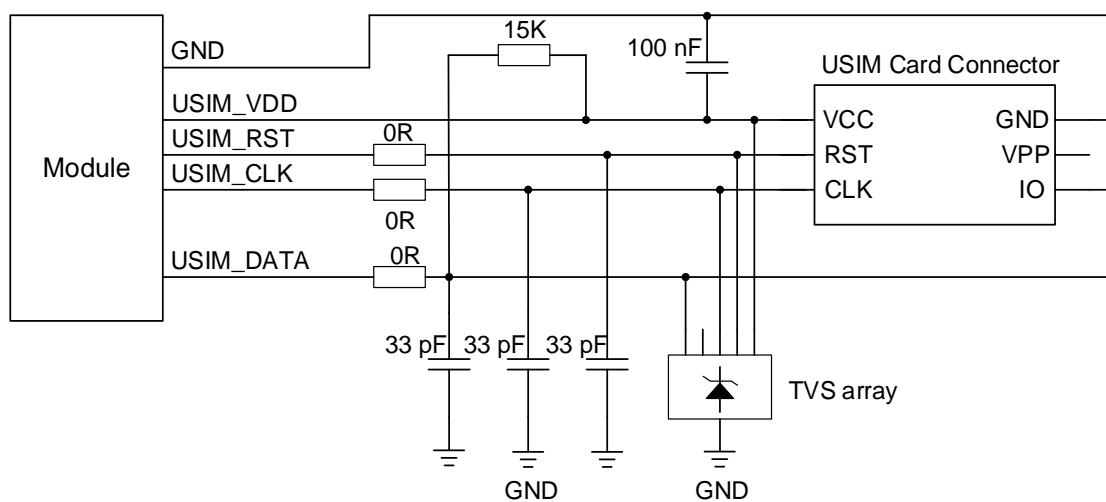 15K
GND
100 nF
USIM Card Connector
USIM_VDD
VCC
GND
USIM_RST
0R
RST
VPP
Module
USIM_CLK
CLK
IO
0R
USIM_DATA
0R
33 pF
33 pF
33 pF
TVS array
GND
GND